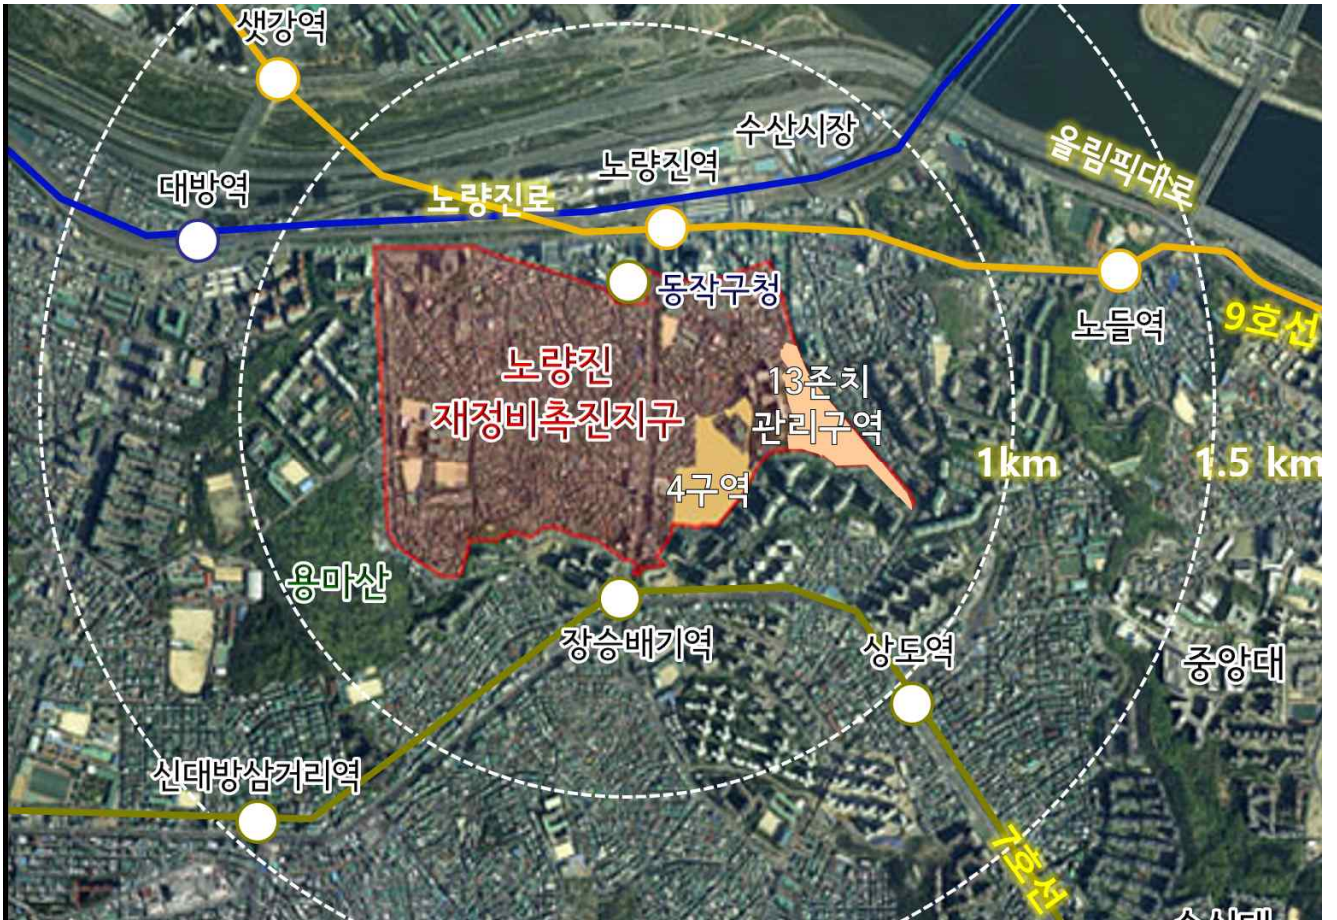 샛강역
수산시장
노량진역
올림픽대로
대방역
노량진로
동작구청
노들역
9호선
노량진
재정비촉진지구
13존치
관리구역
4구역
1km
1.5 km
용마산
장승배기역
상도역
중앙대
신대방삼거리역
7호선